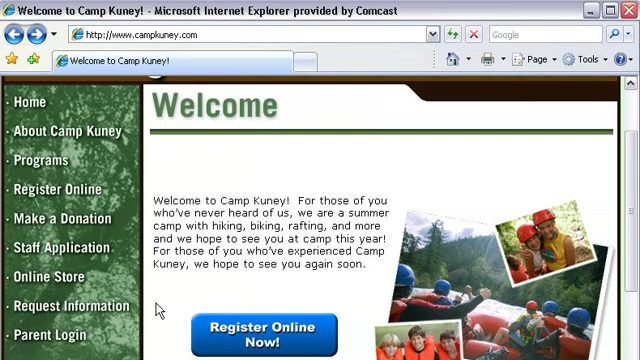 Welcome to Camp Kuney! - Microsoft Internet Explorer provided by Comcast
http://www.campkuney.com
Google
Welcome to Camp Kuney!
Page
Tools
Welcome
· Home
· About Camp Kuney
· Programs
· Register Online
· Make a Donation
· Staff Application
· Online Store
· Request Information
· Parent Login
Welcome to Camp Kuney! For those of you
who've never heard of us, we are a summer
camp with hiking, biking, rafting, and more
and we hope to see you at camp this year!
For those of you who've experienced Camp
Kuney, we hope to see you again soon.
Register Online
Now!